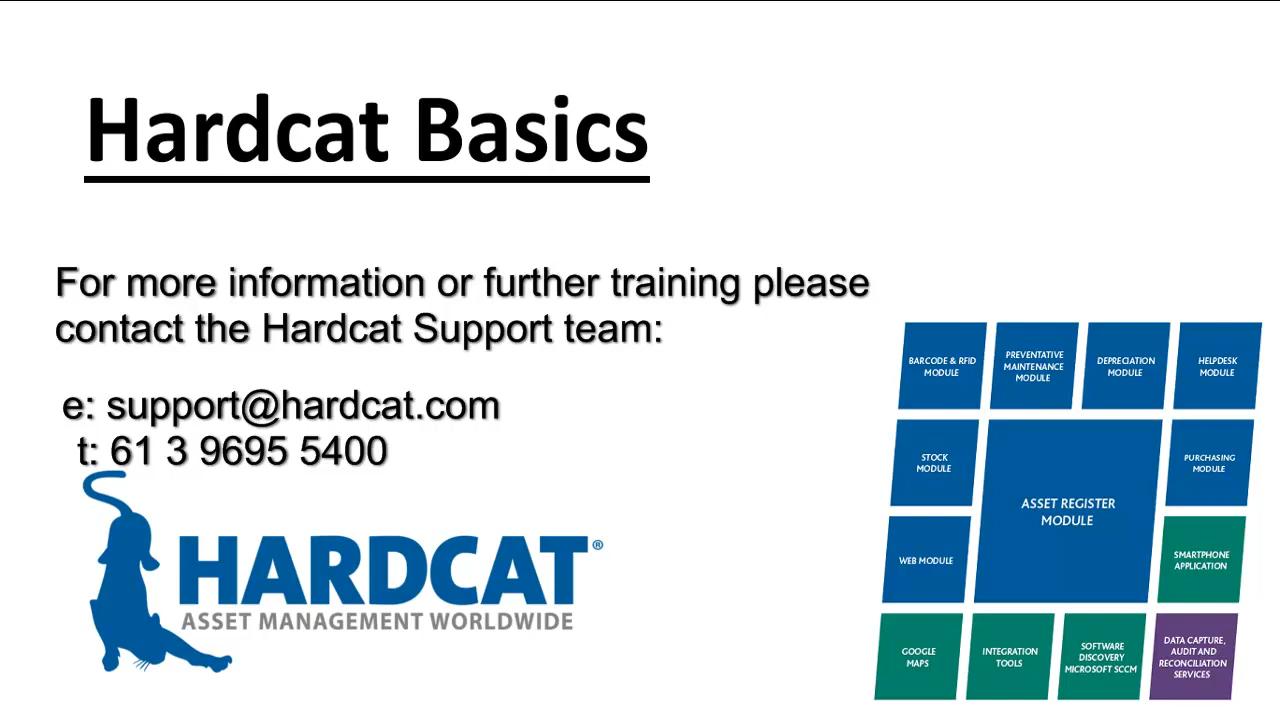 Hardcat Basics
For more information or further training please
contact the Hardcat Support team:
e: support@hardcat.com
t: 61 3 9695 5400
HARDCAT®
ASSET MANAGEMENT WORLDWIDE
BARCODE & RFID
MODULE
PREVENTATIVE
MAINTENANCE
MODULE
DEPRECIATION
MODULE
HELPDESK
MODULE
STOCK
MODULE
ASSET REGISTER
MODULE
PURCHASING
MODULE
WEB MODULE
SMARTPHONE
APPLICATION
GOOGLE
MAPS
INTEGRATION
TOOLS
SOFTWARE
DISCOVERY
MICROSOFT SCCM
DATA CAPTURE,
AUDIT AND
RECONCILIATION
SERVICES